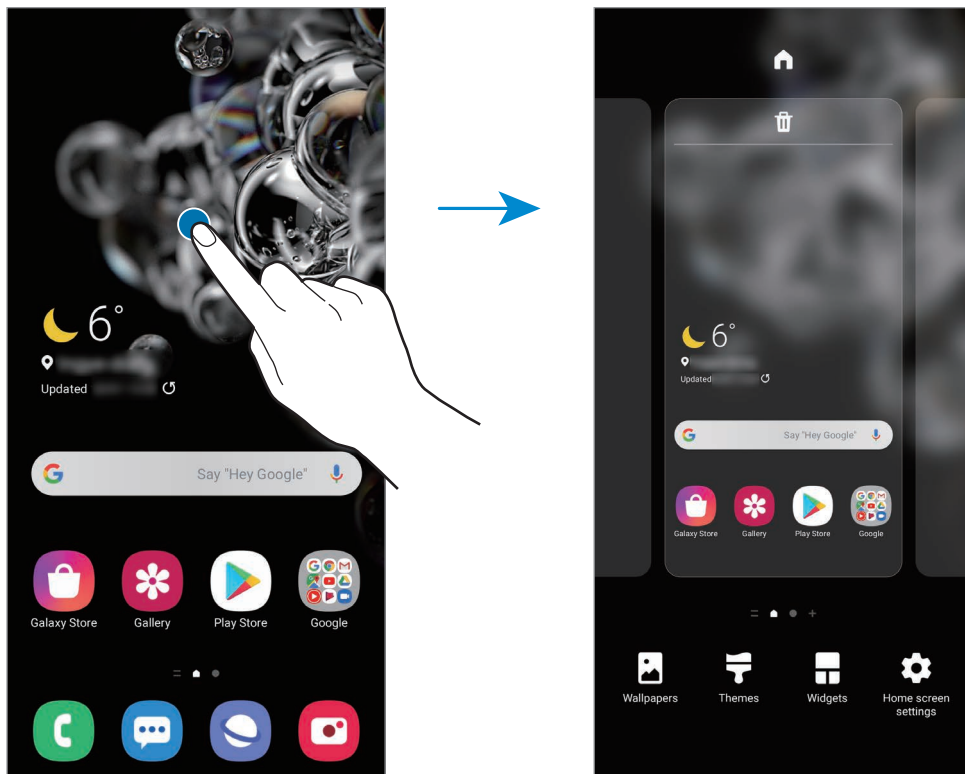 6°
Updated
Say "Hey Google"
Galaxy Store
Gallery
Play Store
Google
6°
Updated
Say "Hey Google"
Galaxy Store
Gallery
Play Store
Google
Wallpapers
Themes
Widgets
Home screen
settings